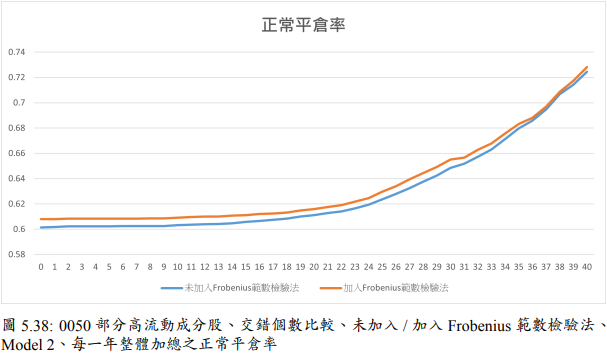 正常平倉率
0.74
0.72
0.7
0.68
0.66
0.64
0.62
0.6
0.58
0 1 2 3 4 5 6 7 8 9 10 11 12 13 14 15 16 17 18 19 20 21 22 23 24 25 26 27 28 29 30 31 32 33 34 35 36 37 38 39 40
未加入Frobenius範數檢驗法 加入Frobenius範數檢驗法
圖 5.38: 0050 部分高流動成分股、交錯個數比較、未加入 / 加入 Frobenius 範數檢驗法、
Model 2、每一年整體加總之正常平倉率